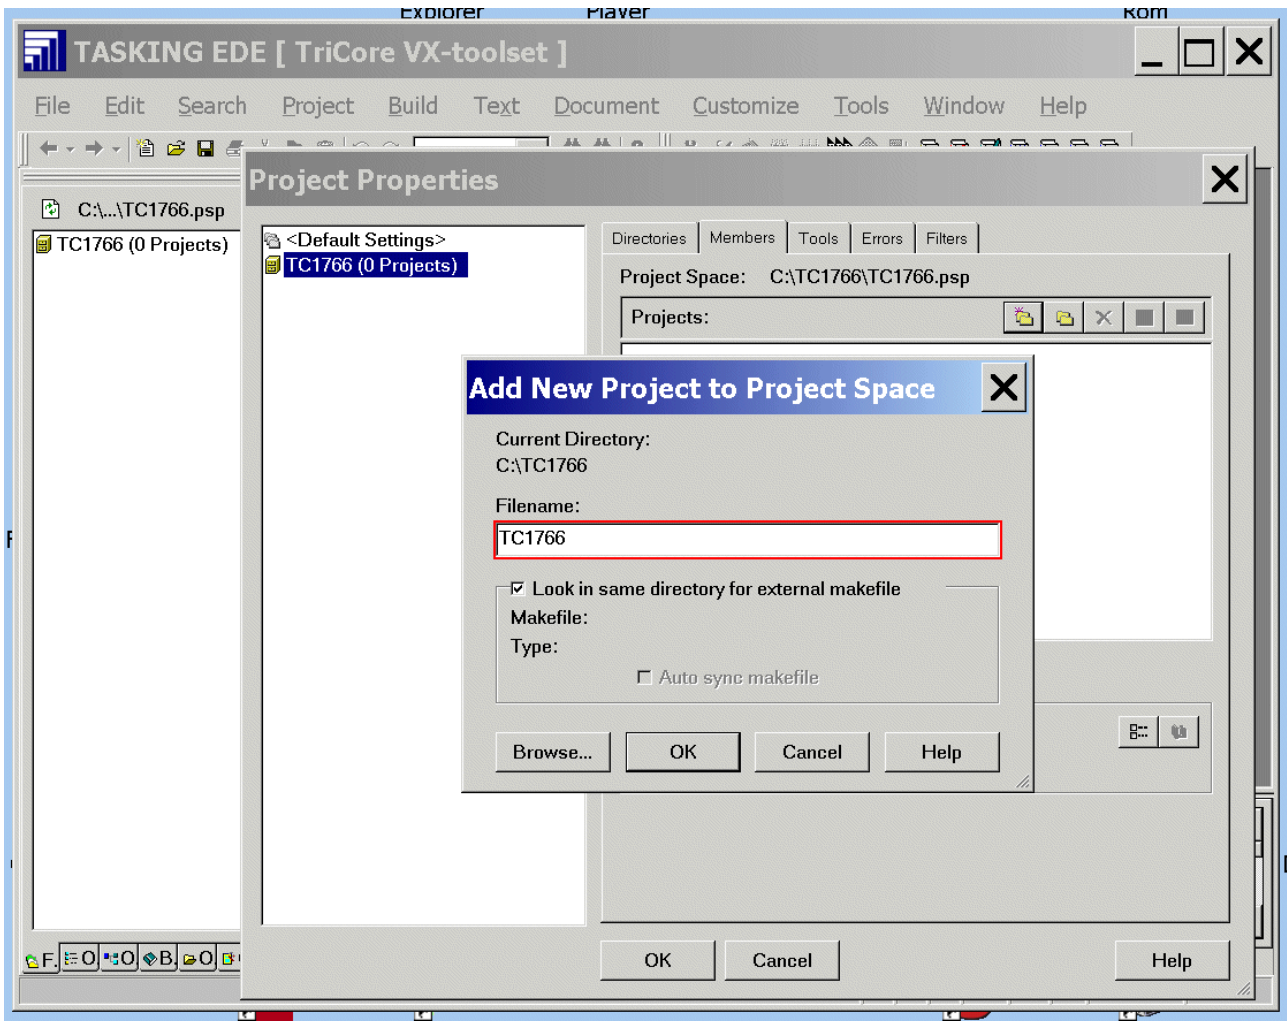 Explorer Player Rom
TASKING EDE [ TriCore VX-toolset ]
File Edit Search Project Build Text Document Customize Tools Window Help
Project Properties
C:\...\TC1766.psp
TC1766 (0 Projects)
<Default Settings>
TC1766 (0 Projects)
Directories Members Tools Errors Filters
Project Space: C:\TC1766\TC1766.psp
Projects:
Add New Project to Project Space
Current Directory:
C:\TC1766
Filename:
TC1766
Look in same directory for external makefile
Makefile:
Type:
Auto sync makefile
Browse... OK Cancel Help
F. O O B. O
OK Cancel Help